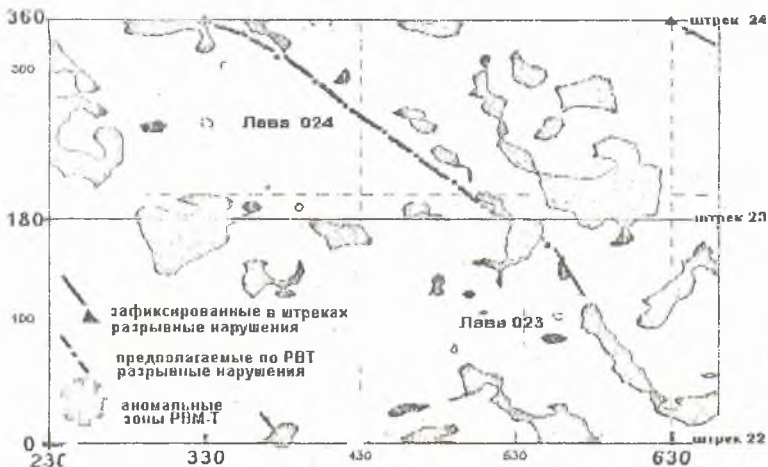 360
штрек 24
300
Лава 024
180
штрек 23
зафиксированные в штреках
разрывные нарушения
100
Лава 023
предполагаемые по РВТ
разрывные нарушения
аномальные
зоны РВМ-Т
0
штрек 22
230
330
430
530
630